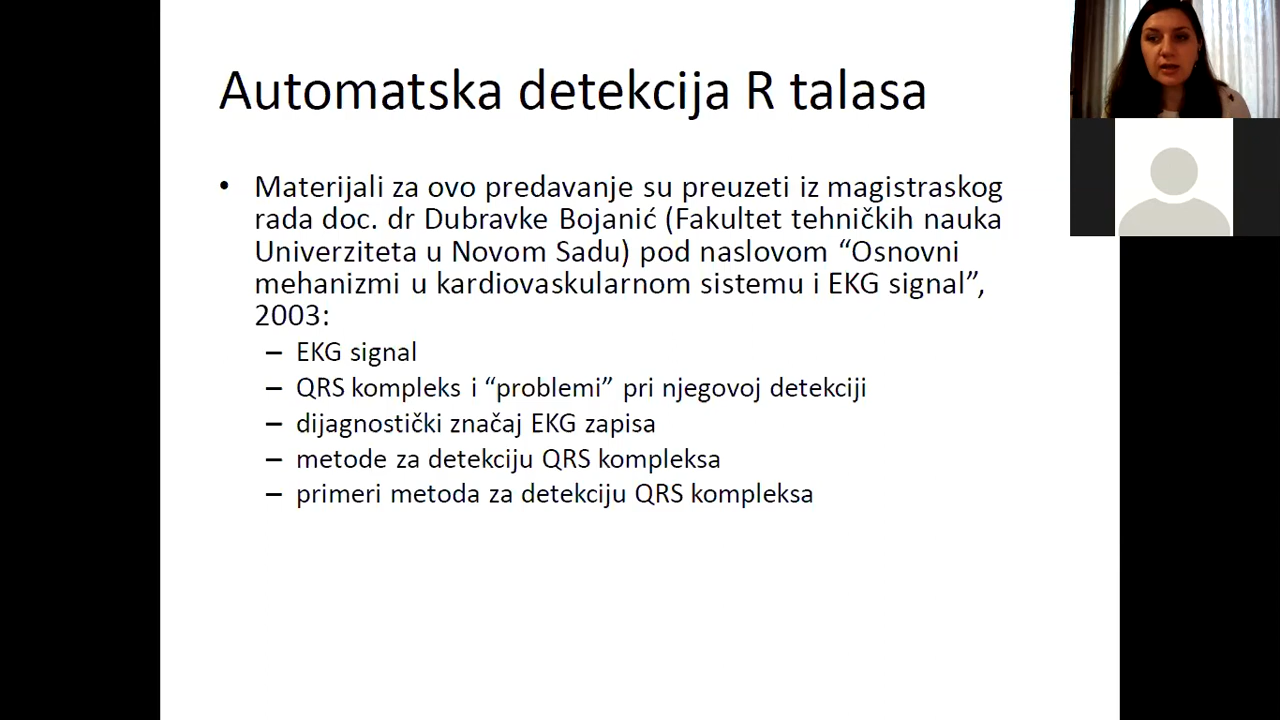 Automatska detekcija R talasa
• Materijali za ovo predavanje su preuzeti iz magistraskog
rada doc. dr Dubravke Bojanić (Fakultet tehničkih nauka
Univerziteta u Novom Sadu) pod naslovom “Osnovni
mehanizmi u kardiovaskularnom sistemu i EKG signal”,
2003:
– EKG signal
– QRS kompleks i “problemi” pri njegovoj detekciji
– dijagnostički značaj EKG zapisa
– metode za detekciju QRS kompleksa
– primeri metoda za detekciju QRS kompleksa